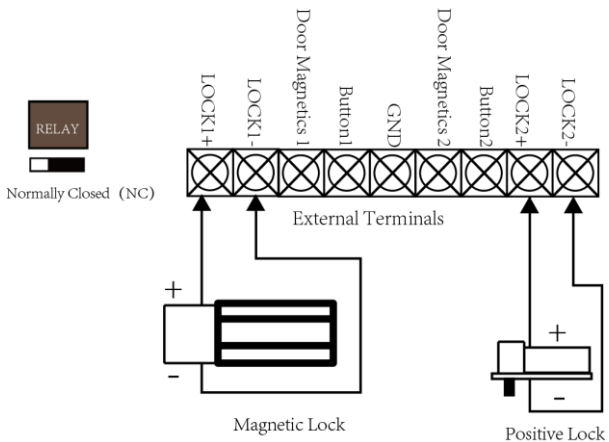 LOCK1+
LOCK1-
Door Magnetics 1
Button1
GND
Door Magnetics 2
Button2
LOCK2+
LOCK2-
RELAY
Normally Closed（NC）
External Terminals
+
-
Magnetic Lock
+
-
Positive Lock